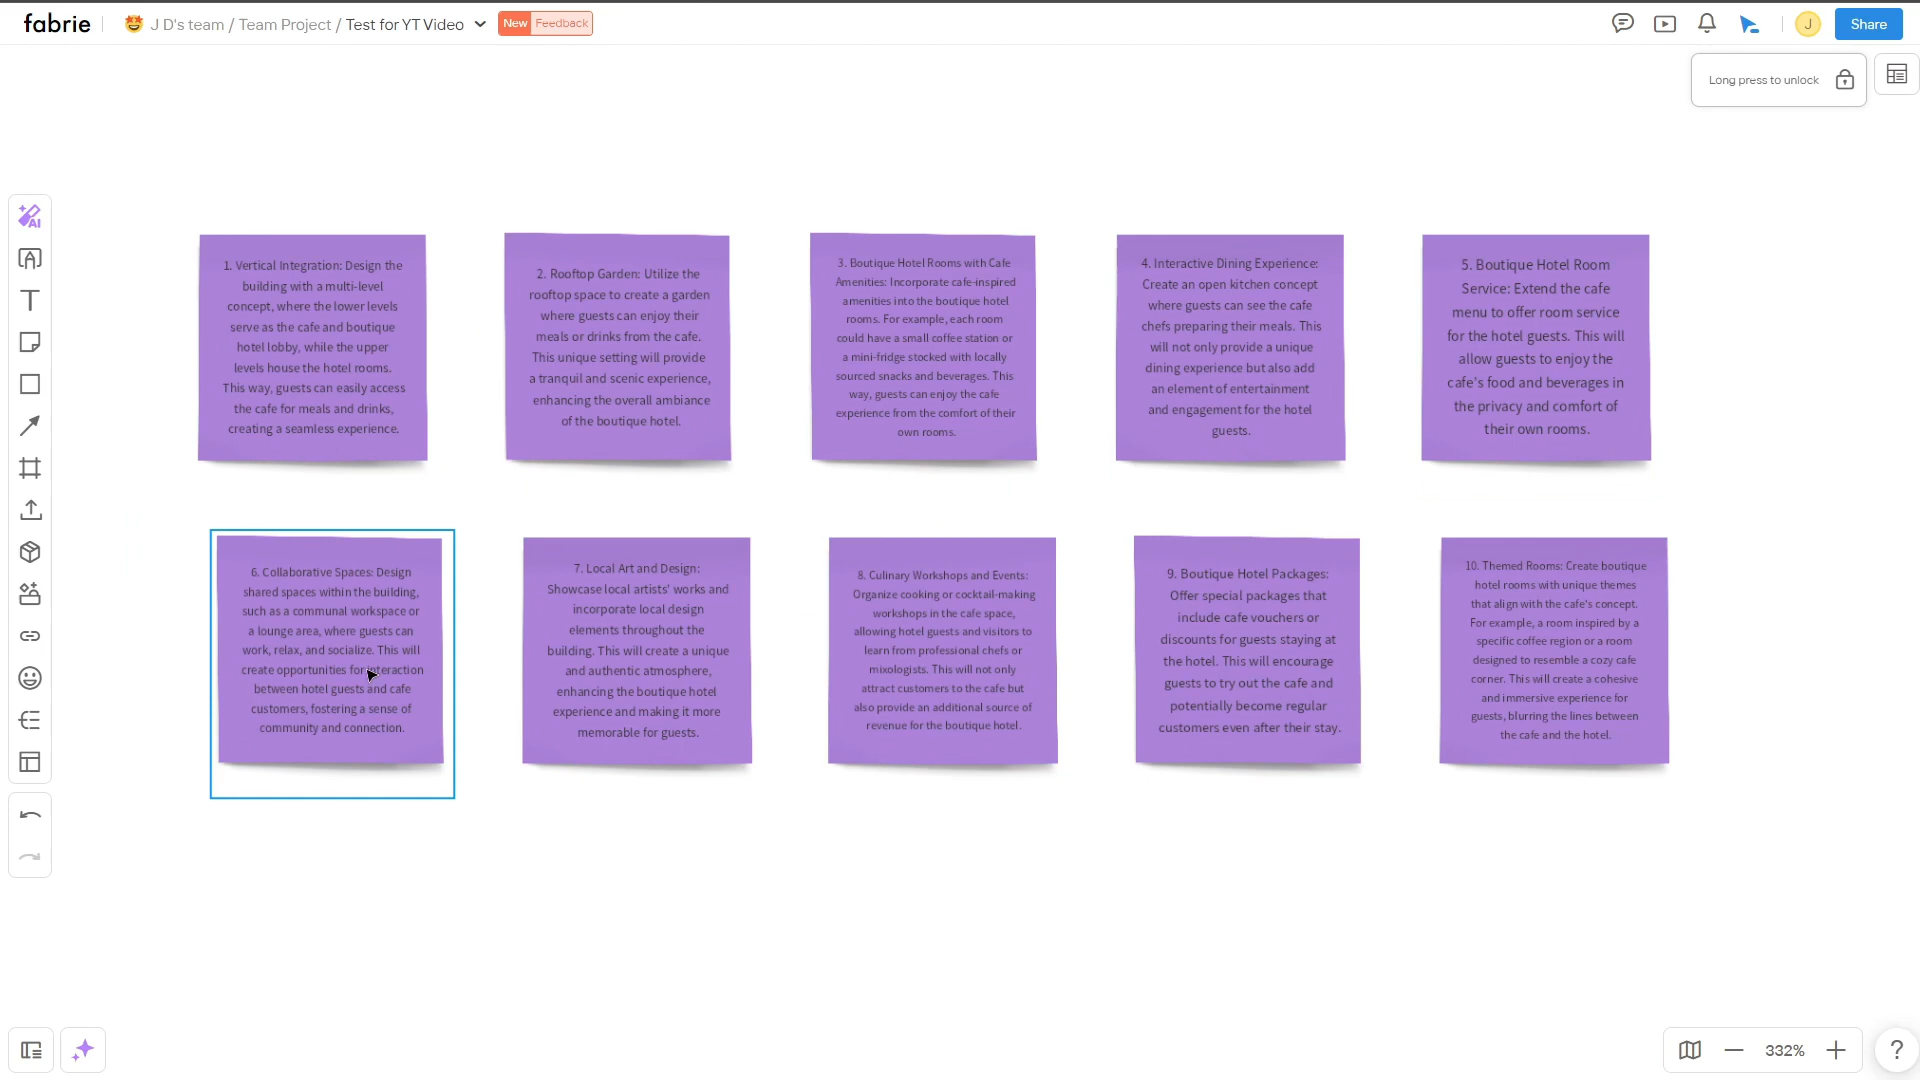 fabrie
J D's team / Team Project / Test for YT Video
New Feedback
J
Share
Long press to unlock
AI
1. Vertical Integration: Design the
building with a multi-level
concept, where the lower levels
serve as the cafe and boutique
hotel lobby, while the upper
levels house the hotel rooms.
This way, guests can easily access
the cafe for meals and drinks,
creating a seamless experience.
2. Rooftop Garden: Utilize the
rooftop space to create a garden
where guests can enjoy their
meals or drinks from the cafe.
This unique setting will provide
a tranquil and scenic experience,
enhancing the overall ambiance
of the boutique hotel.
3. Boutique Hotel Rooms with Cafe
Amenities: Incorporate cafe-inspired
amenities into the boutique hotel
rooms. For example, each room
could have a small coffee station or
a mini-fridge stocked with locally
sourced snacks and beverages. This
way, guests can enjoy the cafe
experience from the comfort of their
own rooms.
4. Interactive Dining Experience:
Create an open kitchen concept
where guests can see the cafe
chefs preparing their meals. This
will not only provide a unique
dining experience but also add
an element of entertainment
and engagement for the hotel
guests.
5. Boutique Hotel Room
Service: Extend the cafe
menu to offer room service
for the hotel guests. This will
allow guests to enjoy the
cafe's food and beverages in
the privacy and comfort of
their own rooms.
6. Collaborative Spaces: Design
shared spaces within the building,
such as a communal workspace or
a lounge area, where guests can
work, relax, and socialize. This will
create opportunities for interaction
between hotel guests and cafe
customers, fostering a sense of
community and connection.
7. Local Art and Design:
Showcase local artists' works and
incorporate local design
elements throughout the
building. This will create a unique
and authentic atmosphere,
enhancing the boutique hotel
experience and making it more
memorable for guests.
8. Culinary Workshops and Events:
Organize cooking or cocktail-making
workshops in the cafe space,
allowing hotel guests and visitors to
learn from professional chefs or
mixologists. This will not only
attract customers to the cafe but
also provide an additional source of
revenue for the boutique hotel.
9. Boutique Hotel Packages:
Offer special packages that
include cafe vouchers or
discounts for guests staying at
the hotel. This will encourage
guests to try out the cafe and
potentially become regular
customers even after their stay.
10. Themed Rooms: Create boutique
hotel rooms with unique themes
that align with the cafe's concept.
For example, a room inspired by a
specific coffee region or a room
designed to resemble a cozy cafe
corner. This will create a cohesive
and immersive experience for
guests, blurring the lines between
the cafe and the hotel.
332%
?